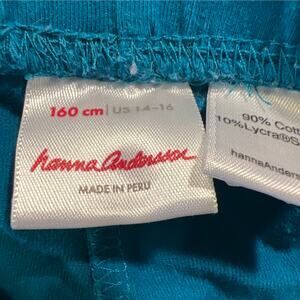 160 cm | US 14-16
hanna Andersson
MADE IN PERU
90% Cott
10%Lycra®S
hannaAnders